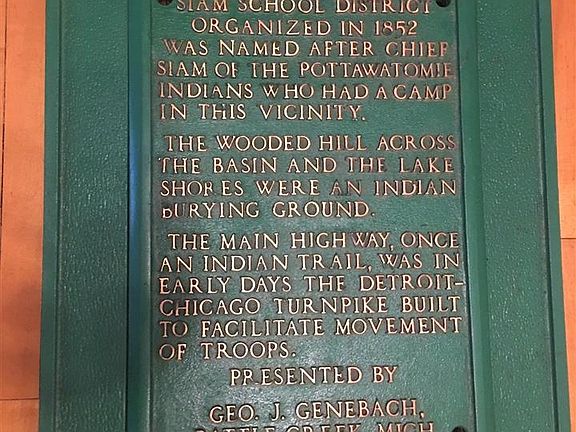 SIAM SCHOOL DISTRICT
ORGANIZED IN 1852
WAS NAMED AFTER CHIEF
SIAM OF THE POTTAWATOMIE
INDIANS WHO HAD A CAMP
IN THIS VICINITY.
THE WOODED HILL ACROSS
THE BASIN AND THE LAKE
SHORES WERE AN INDIAN
BURYING GROUND.
THE MAIN HIGHWAY, ONCE
AN INDIAN TRAIL, WAS IN
EARLY DAYS THE DETROIT-
CHICAGO TURNPIKE BUILT
TO FACILITATE MOVEMENT
OF TROOPS.
PRESENTED BY
GEO. J. GENEBACH,
BATTLE CREEK, MICH.